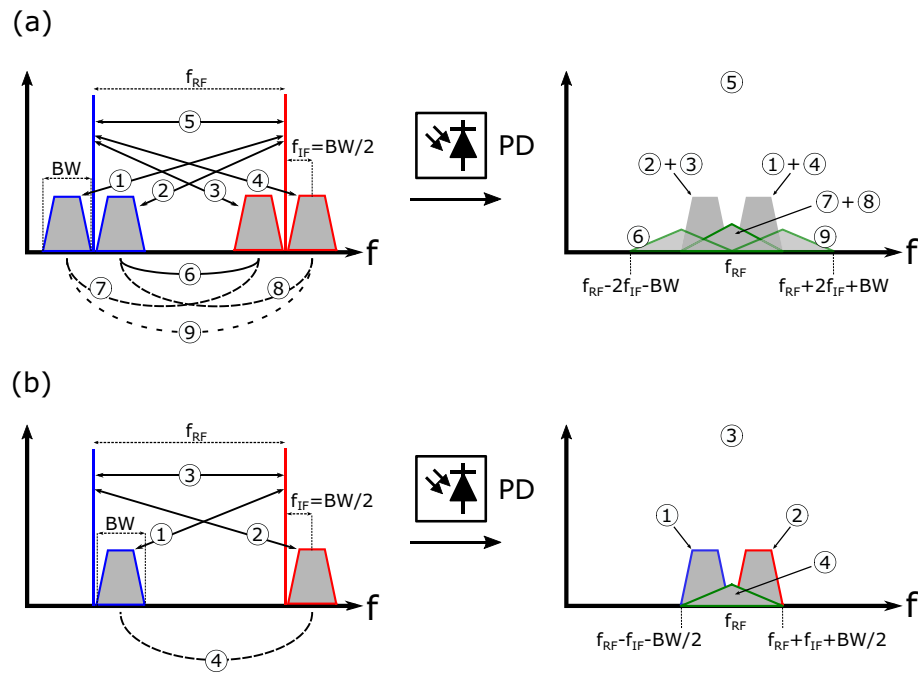 (a)
f_RF
⑤
f_IF=BW/2
BW
① ② ③ ④
f
⑥
⑦ ⑧
⑨
PD
⑤
②+③ ①+④
⑦+⑧
⑥ ⑨
f
f_RF
f_RF-2f_IF-BW f_RF+2f_IF+BW
(b)
f_RF
③
f_IF=BW/2
BW ① ②
f
④
PD
③
① ②
④
f
f_RF
f_RF-f_IF-BW/2 f_RF+f_IF+BW/2